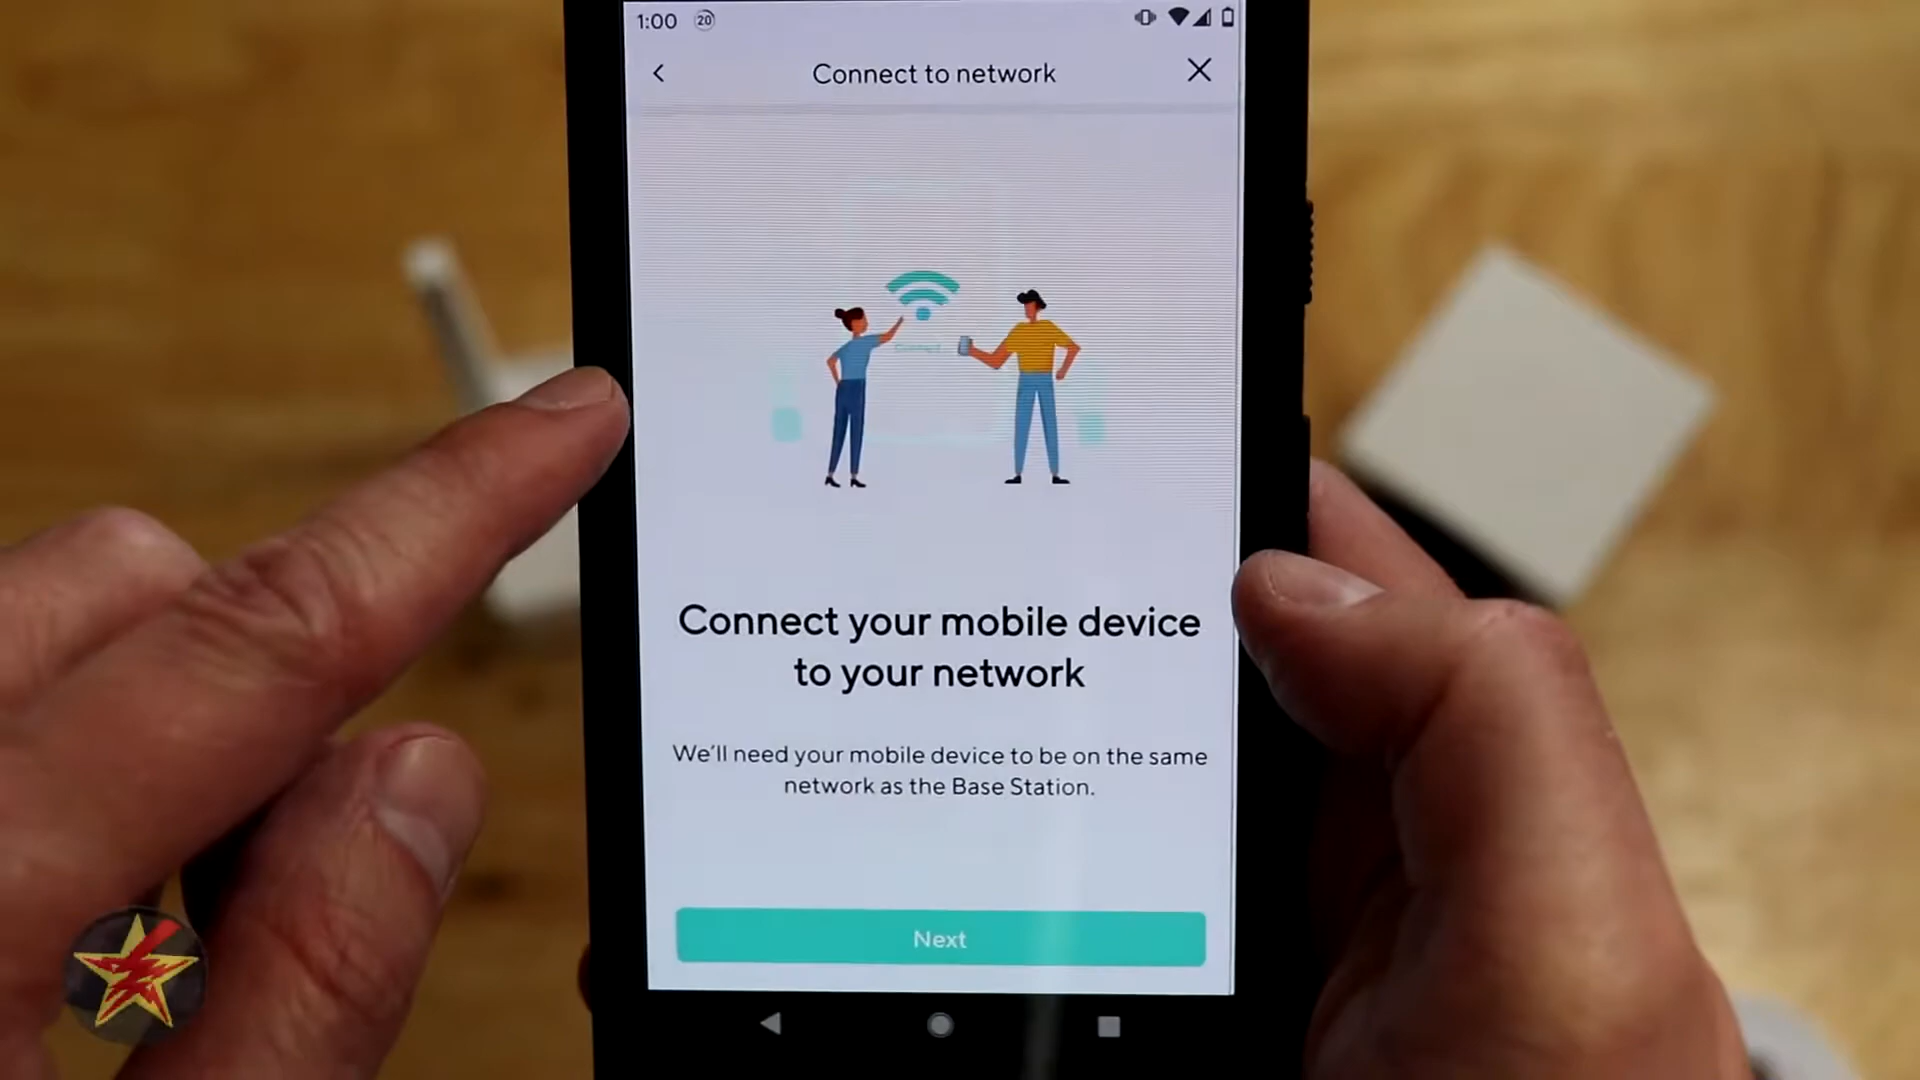 1:00 20
Connect to network
Connect your mobile device
to your network
We'll need your mobile device to be on the same
network as the Base Station.
Next